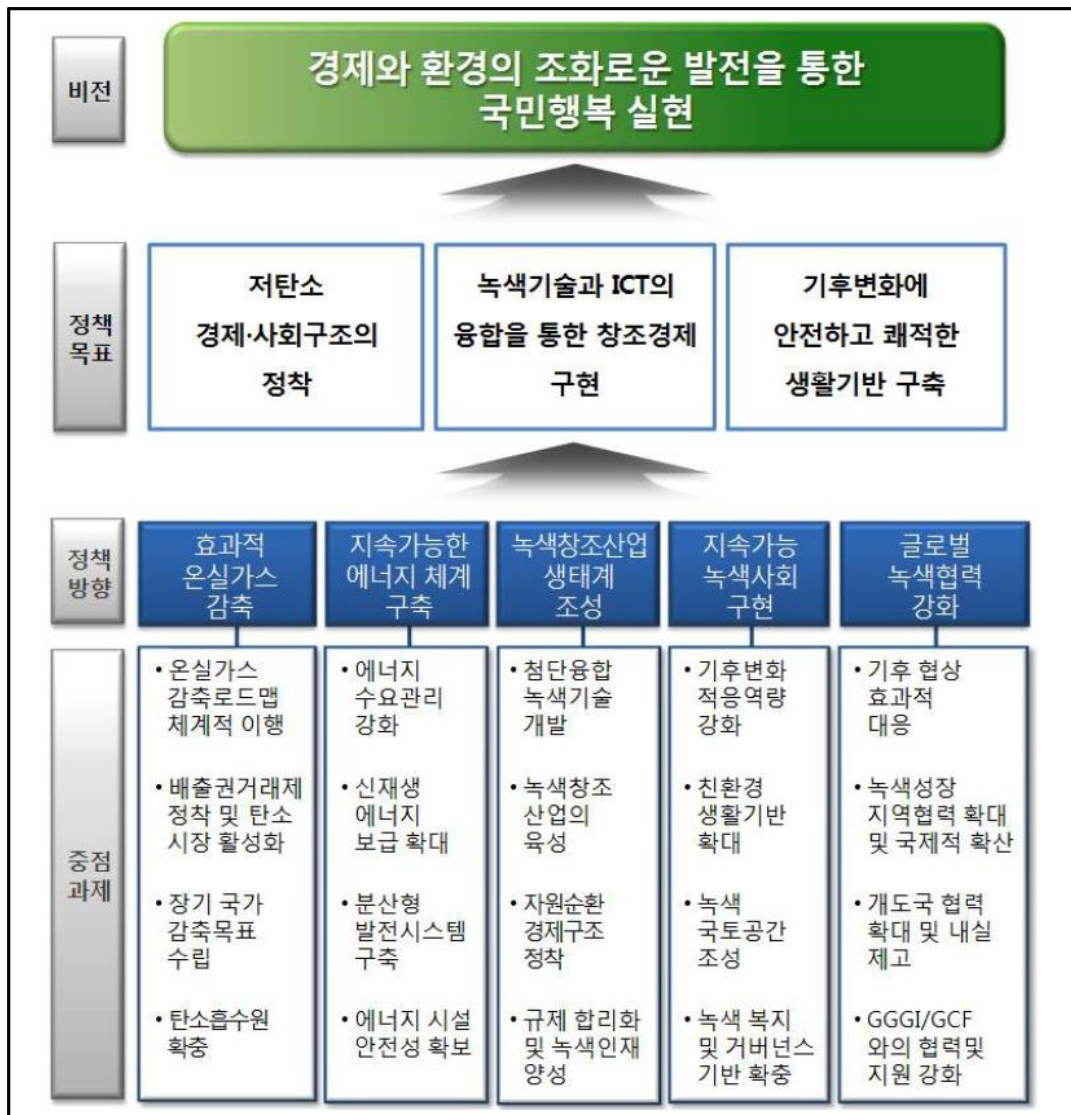 비전
경제와 환경의 조화로운 발전을 통한
국민행복 실현
정책
목표
저탄소
경제·사회구조의
정착
녹색기술과 ICT의
융합을 통한 창조경제
구현
기후변화에
안전하고 쾌적한
생활기반 구축
정책
방향
효과적
온실가스
감축
지속가능한
에너지 체계
구축
녹색창조산업
생태계
조성
지속가능
녹색사회
구현
글로벌
녹색협력
강화
중점
과제
• 온실가스
감축로드맵
체계적 이행
• 배출권거래제
정착 및 탄소
시장 활성화
• 장기 국가
감축목표
수립
• 탄소흡수원
확충
• 에너지
수요관리
강화
• 신재생
에너지
보급 확대
• 분산형
발전시스템
구축
• 에너지 시설
안전성 확보
• 첨단융합
녹색기술
개발
• 녹색창조
산업의
육성
• 자원순환
경제구조
정착
• 규제 합리화
및 녹색인재
양성
• 기후변화
적응역량
강화
• 친환경
생활기반
확대
• 녹색
국토공간
조성
• 녹색 복지
및 거버넌스
기반 확충
• 기후 협상
효과적
대응
• 녹색성장
지역협력 확대
및 국제적 확산
• 개도국 협력
확대 및 내실
제고
• GGGI/GCF
와의 협력및
지원 강화